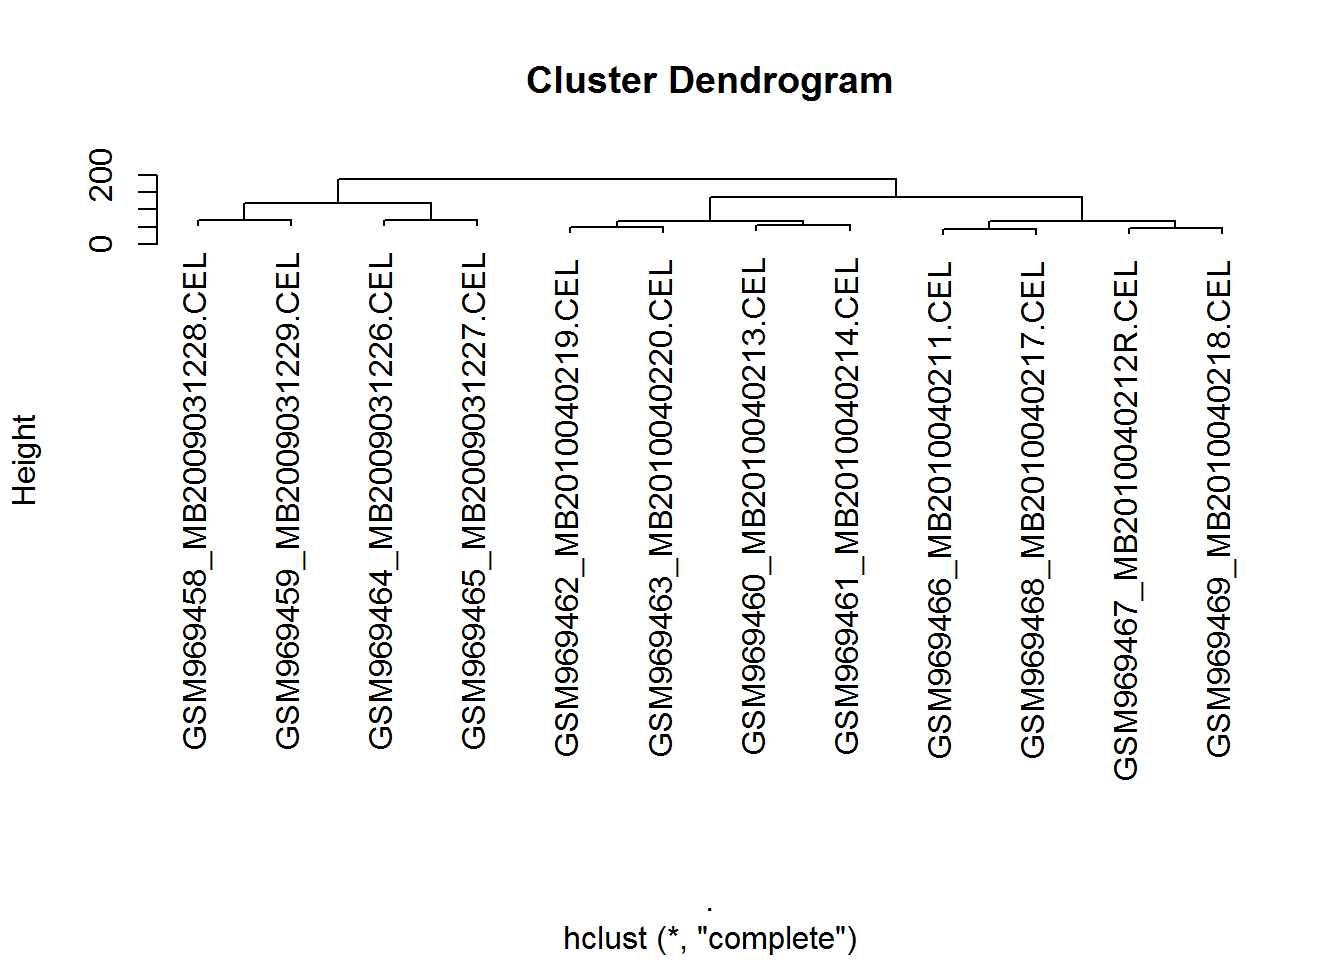 Cluster Dendrogram
Height
200
0
GSM969458_MB2009031228.CEL
GSM969459_MB2009031229.CEL
GSM969464_MB2009031226.CEL
GSM969465_MB2009031227.CEL
GSM969462_MB2010040219.CEL
GSM969463_MB2010040220.CEL
GSM969460_MB2010040213.CEL
GSM969461_MB2010040214.CEL
GSM969466_MB2010040211.CEL
GSM969468_MB2010040217.CEL
GSM969467_MB2010040212R.CEL
GSM969469_MB2010040218.CEL
.
hclust (*, "complete")